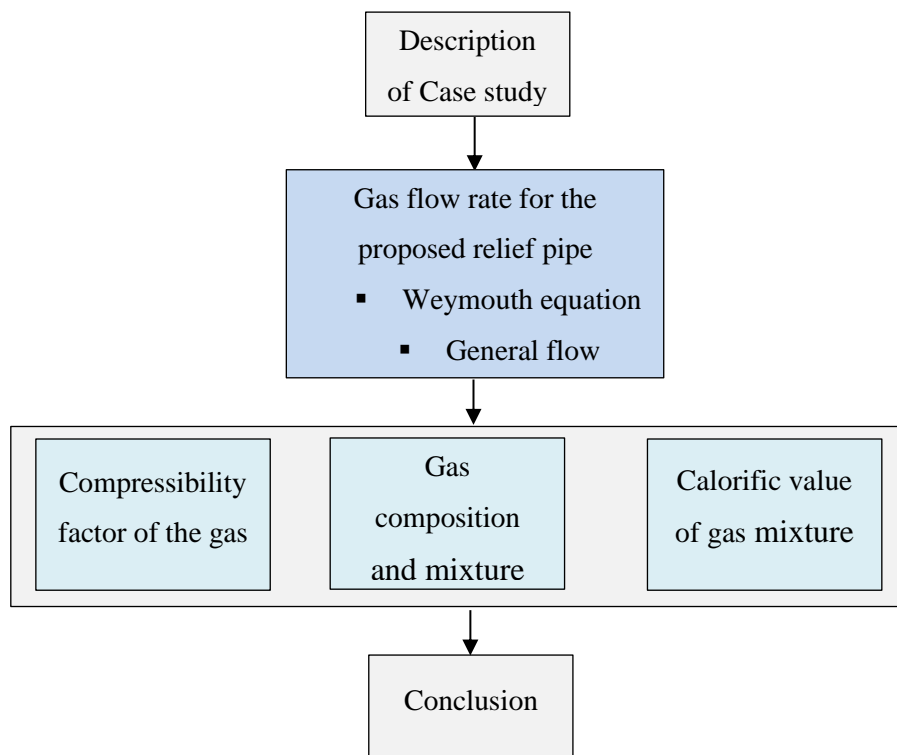 Description
of Case study
Gas flow rate for the
proposed relief pipe
▪ Weymouth equation
▪ General flow
Compressibility
factor of the gas
Gas
composition
and mixture
Calorific value
of gas mixture
Conclusion